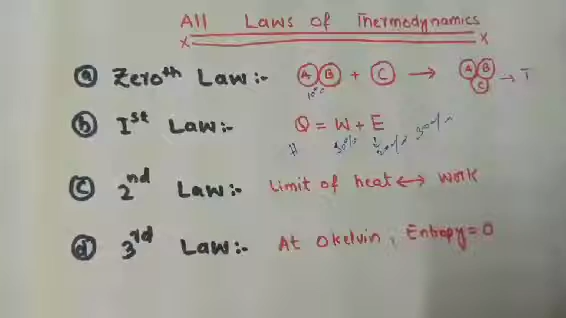 All Laws of Thermodynamics
x x
a Zeroth Law:- A B + C → A B C → T
10%
b Ist Law:- Q = W + E
H 30%
c 2nd Law:- Limit of heat ↔ work
d 3rd Law:- At 0 kelvin, Entropy = 0